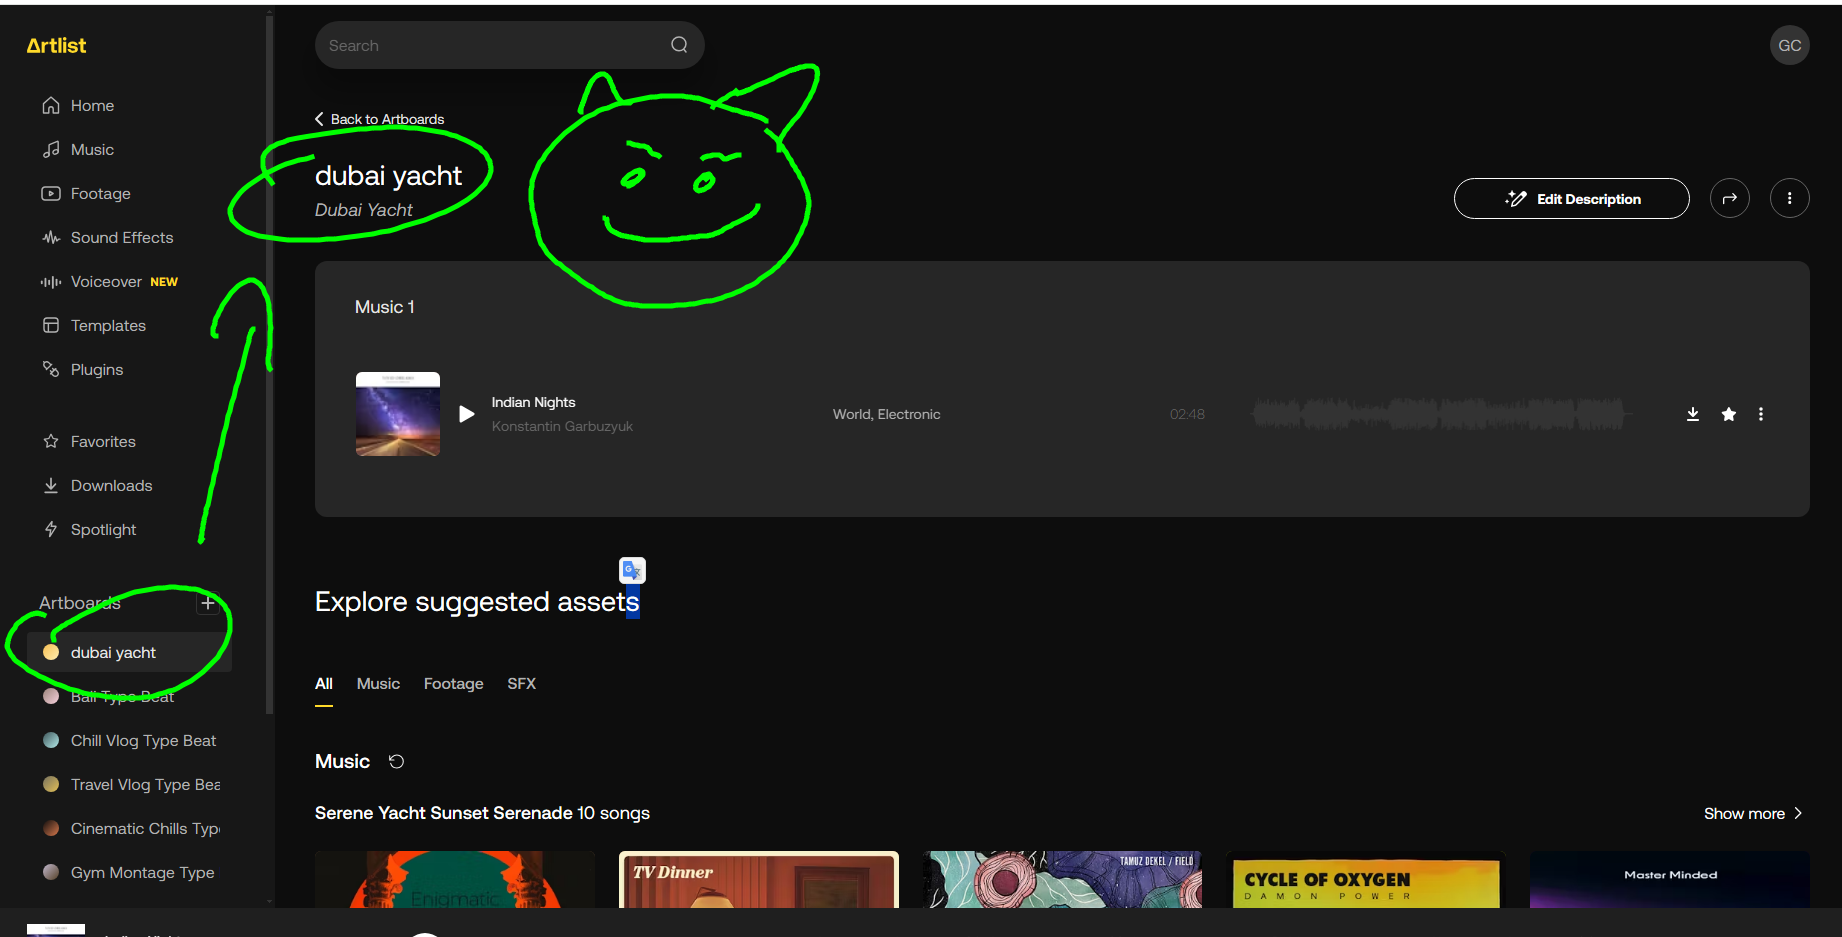 Artlist
Search
GC
Home
Music
Footage
Sound Effects
Voiceover NEW
Templates
Plugins
Favorites
Downloads
Spotlight
Artboards
dubai yacht
Bali Type Beat
Chill Vlog Type Beat
Travel Vlog Type Bea
Cinematic Chills Typ
Gym Montage Type
Back to Artboards
dubai yacht
Dubai Yacht
Edit Description
Music 1
Indian Nights
Konstantin Garbuzyuk
World, Electronic
02:48
Explore suggested assets
All Music Footage SFX
Music
Serene Yacht Sunset Serenade 10 songs
Show more
Enigmatic
TV Dinner
TAMUZ DEKEL / FIELD
CYCLE OF OXYGEN
DAMON POWER
Master Minded